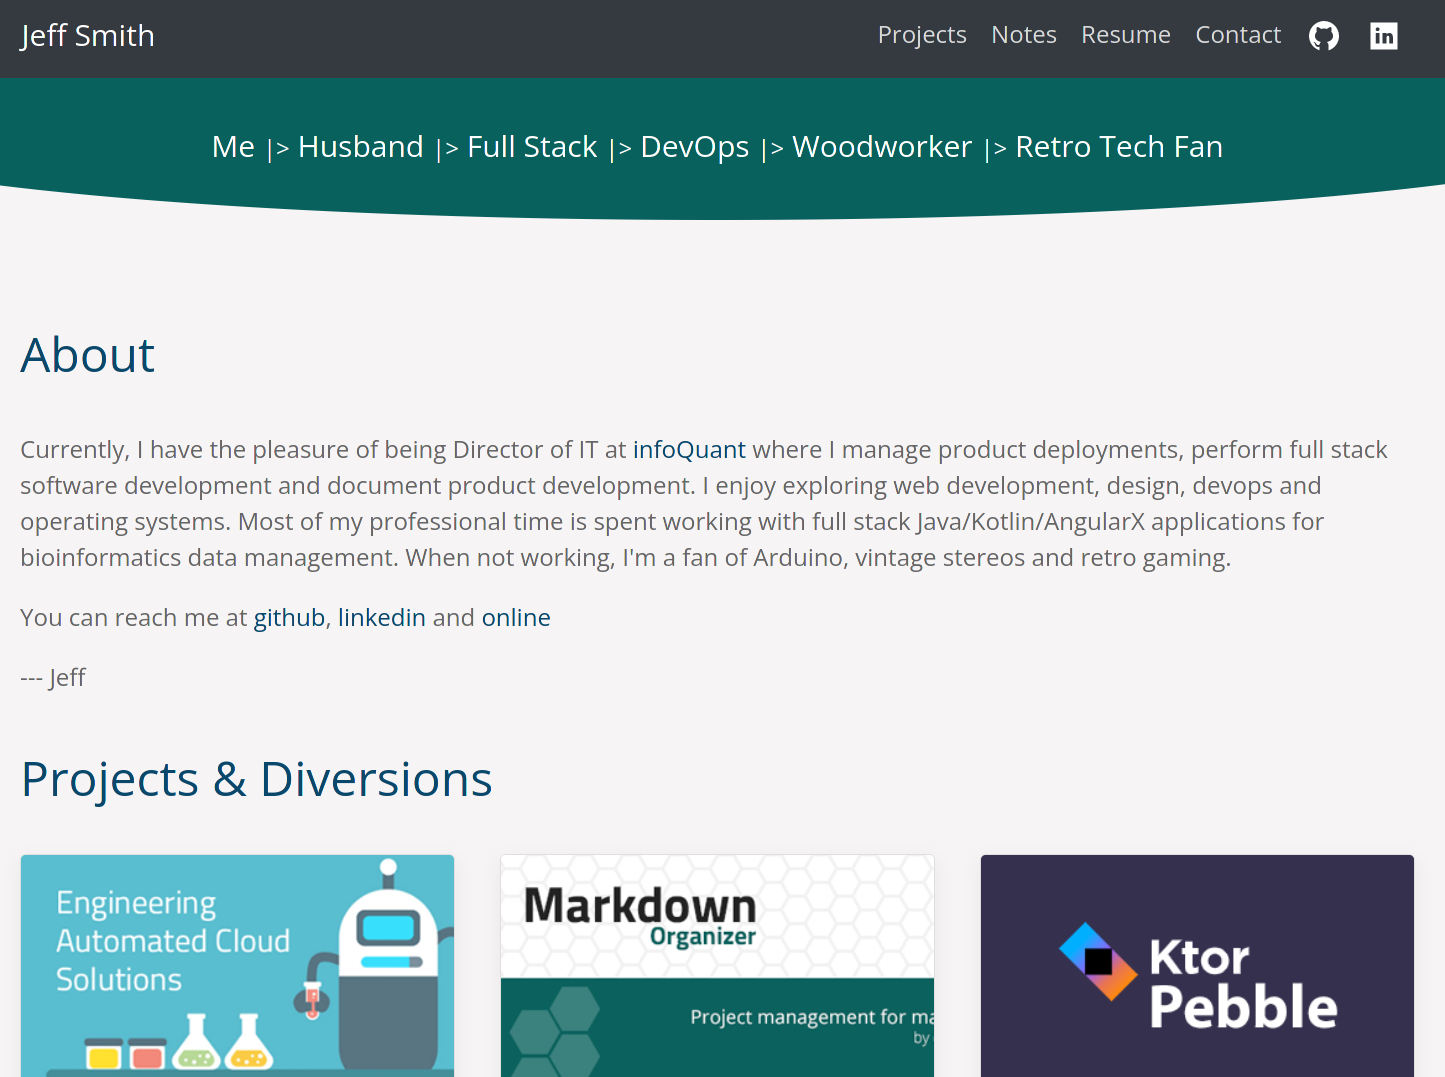 Jeff Smith
Projects Notes Resume Contact in
Me |> Husband |> Full Stack |> DevOps |> Woodworker |> Retro Tech Fan
About
Currently, I have the pleasure of being Director of IT at infoQuant where I manage product deployments, perform full stack
software development and document product development. I enjoy exploring web development, design, devops and
operating systems. Most of my professional time is spent working with full stack Java/Kotlin/AngularX applications for
bioinformatics data management. When not working, I'm a fan of Arduino, vintage stereos and retro gaming.
You can reach me at github, linkedin and online
--- Jeff
Projects & Diversions
Engineering
Automated Cloud
Solutions
Markdown
Organizer
Project management for ma
by
Ktor
Pebble